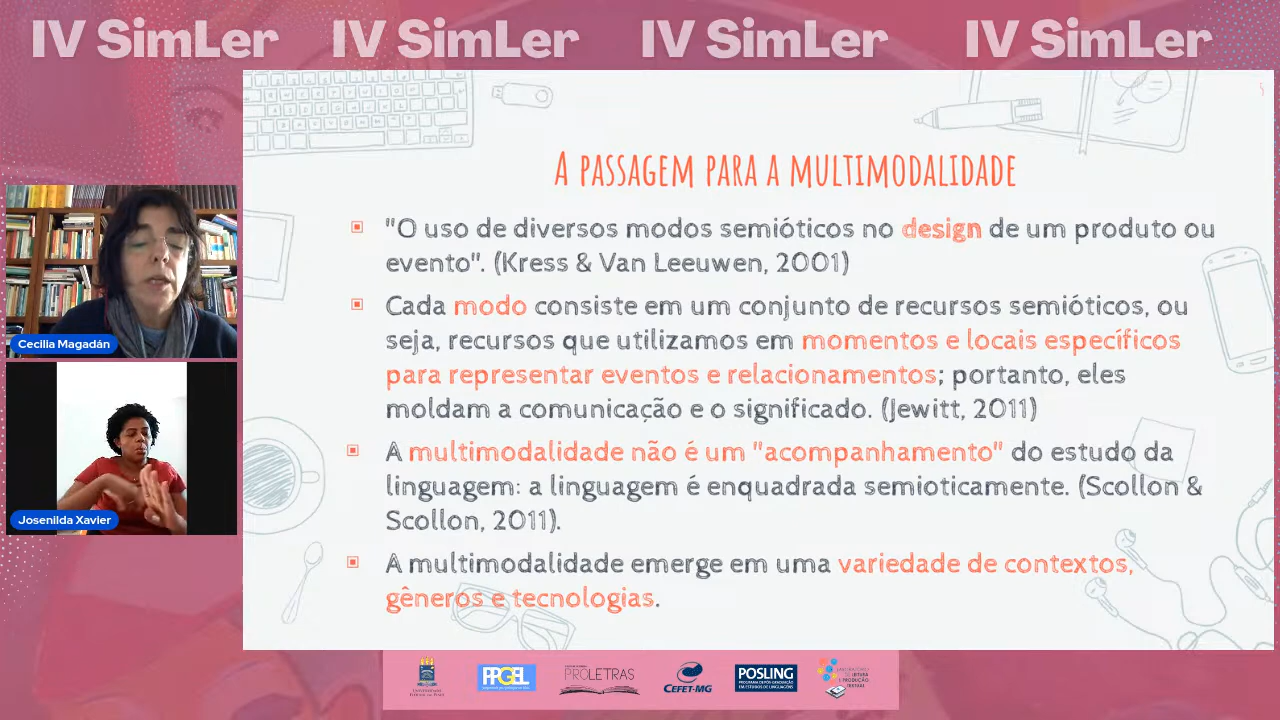 IV SimLer IV SimLer IV SimLer IV SimLer
5
A PASSAGEM PARA A MULTIMODALIDADE
"O uso de diversos modos semióticos no design de um produto ou
evento". (Kress & Van Leeuwen, 2001)
Cada modo consiste em um conjunto de recursos semióticos, ou
seja, recursos que utilizamos em momentos e locais específicos
para representar eventos e relacionamentos; portanto, eles
moldam a comunicação e o significado. (Jewitt, 2011)
A multimodalidade não é um "acompanhamento" do estudo da
linguagem: a linguagem é enquadrada semioticamente. (Scollon &
Scollon, 2011).
A multimodalidade emerge em uma variedade de contextos,
gêneros e tecnologias.
Cecilia Magadán
Josenilda Xavier
PPGEL
PROLETRAS
CEFET-MG
POSLING